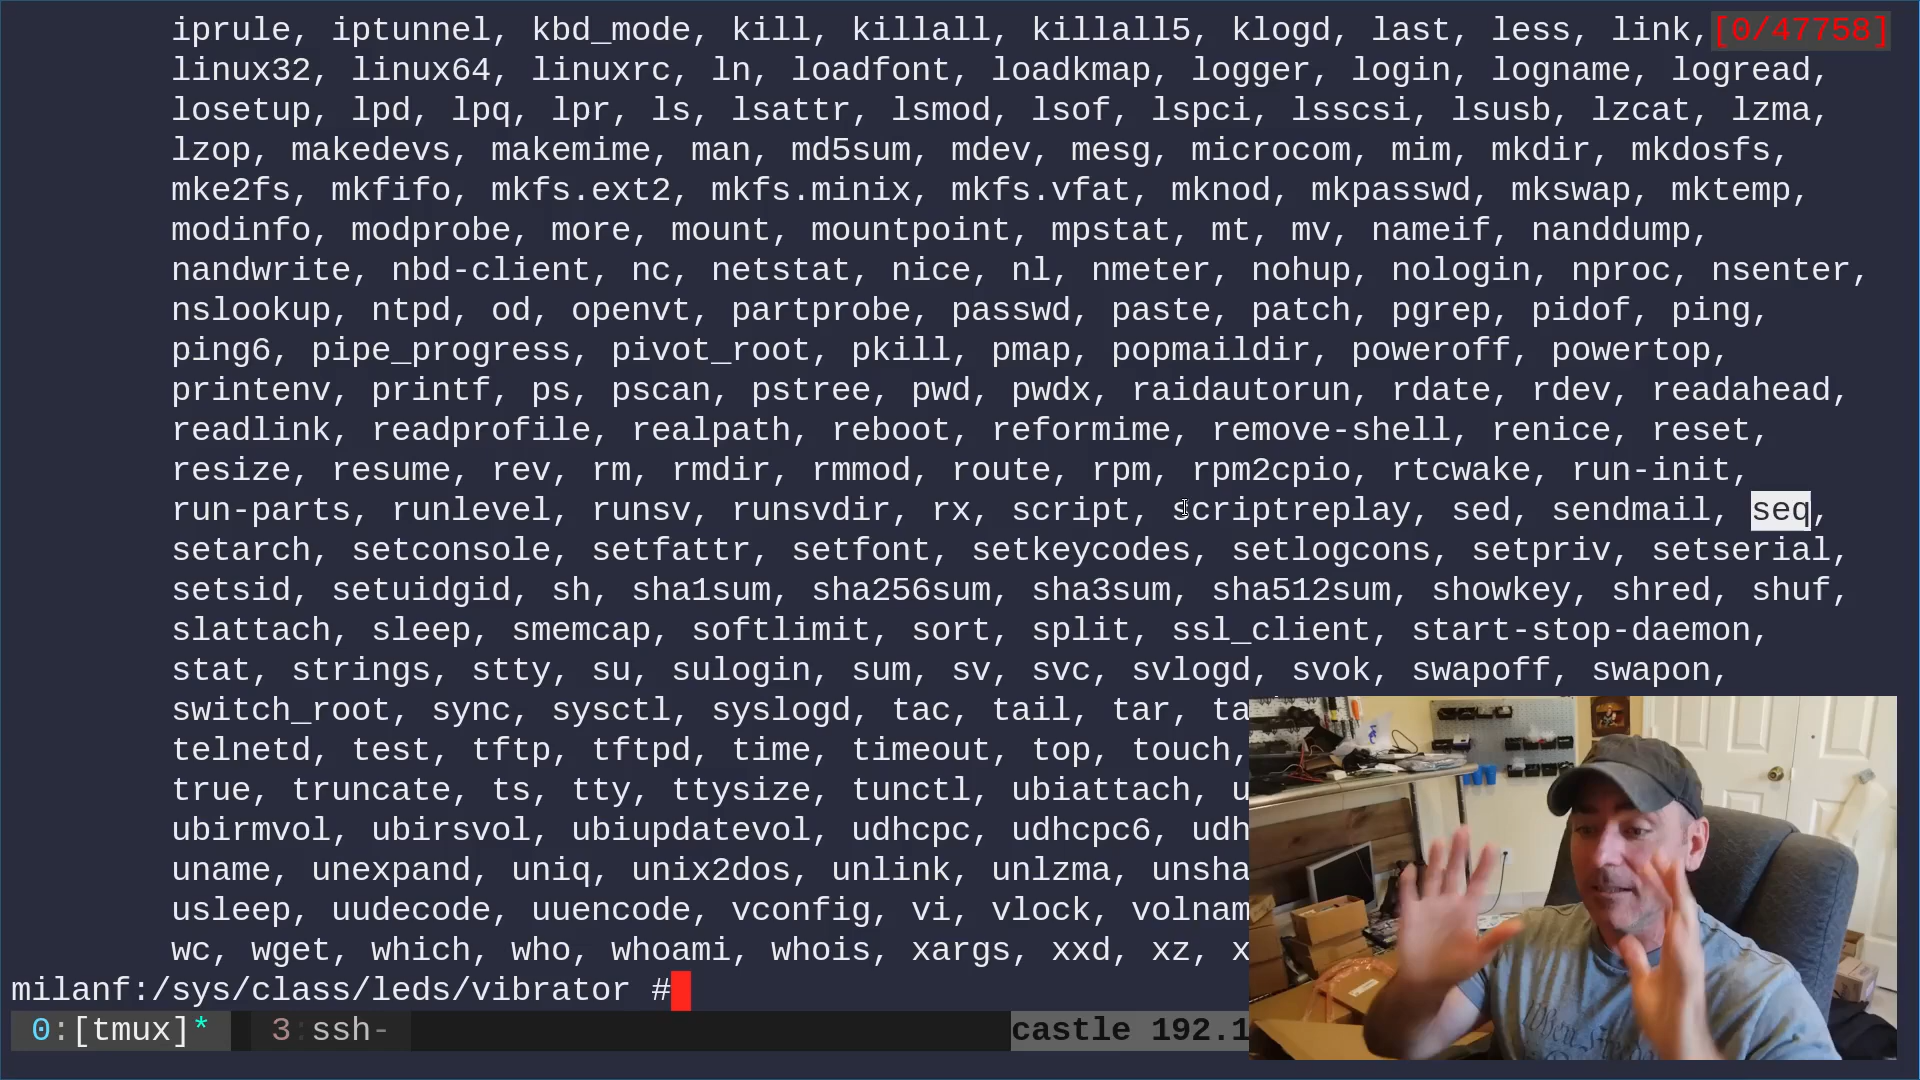 iprule, iptunnel, kbd_mode, kill, killall, killall5, klogd, last, less, link,[0/47758]
linux32, linux64, linuxrc, ln, loadfont, loadkmap, logger, login, logname, logread,
losetup, lpd, lpq, lpr, ls, lsattr, lsmod, lsof, lspci, lsscsi, lsusb, lzcat, lzma,
lzop, makedevs, makemime, man, md5sum, mdev, mesg, microcom, mim, mkdir, mkdosfs,
mke2fs, mkfifo, mkfs.ext2, mkfs.minix, mkfs.vfat, mknod, mkpasswd, mkswap, mktemp,
modinfo, modprobe, more, mount, mountpoint, mpstat, mt, mv, nameif, nanddump,
nandwrite, nbd-client, nc, netstat, nice, nl, nmeter, nohup, nologin, nproc, nsenter,
nslookup, ntpd, od, openvt, partprobe, passwd, paste, patch, pgrep, pidof, ping,
ping6, pipe_progress, pivot_root, pkill, pmap, popmaildir, poweroff, powertop,
printenv, printf, ps, pscan, pstree, pwd, pwdx, raidautorun, rdate, rdev, readahead,
readlink, readprofile, realpath, reboot, reformime, remove-shell, renice, reset,
resize, resume, rev, rm, rmdir, rmmod, route, rpm, rpm2cpio, rtcwake, run-init,
run-parts, runlevel, runsv, runsvdir, rx, script, scriptreplay, sed, sendmail, seq,
setarch, setconsole, setfattr, setfont, setkeycodes, setlogcons, setpriv, setserial,
setsid, setuidgid, sh, sha1sum, sha256sum, sha3sum, sha512sum, showkey, shred, shuf,
slattach, sleep, smemcap, softlimit, sort, split, ssl_client, start-stop-daemon,
stat, strings, stty, su, sulogin, sum, sv, svc, svlogd, svok, swapoff, swapon,
switch_root, sync, sysctl, syslogd, tac, tail, tar, ta
telnetd, test, tftp, tftpd, time, timeout, top, touch,
true, truncate, ts, tty, ttysize, tunctl, ubiattach, u
ubirmvol, ubirsvol, ubiupdatevol, udhcpc, udhcpc6, udh
uname, unexpand, uniq, unix2dos, unlink, unlzma, unsha
usleep, uudecode, uuencode, vconfig, vi, vlock, volnam
wc, wget, which, who, whoami, whois, xargs, xxd, xz, x
milanf:/sys/class/leds/vibrator #
0:[tmux]* 3:ssh- castle 192.1